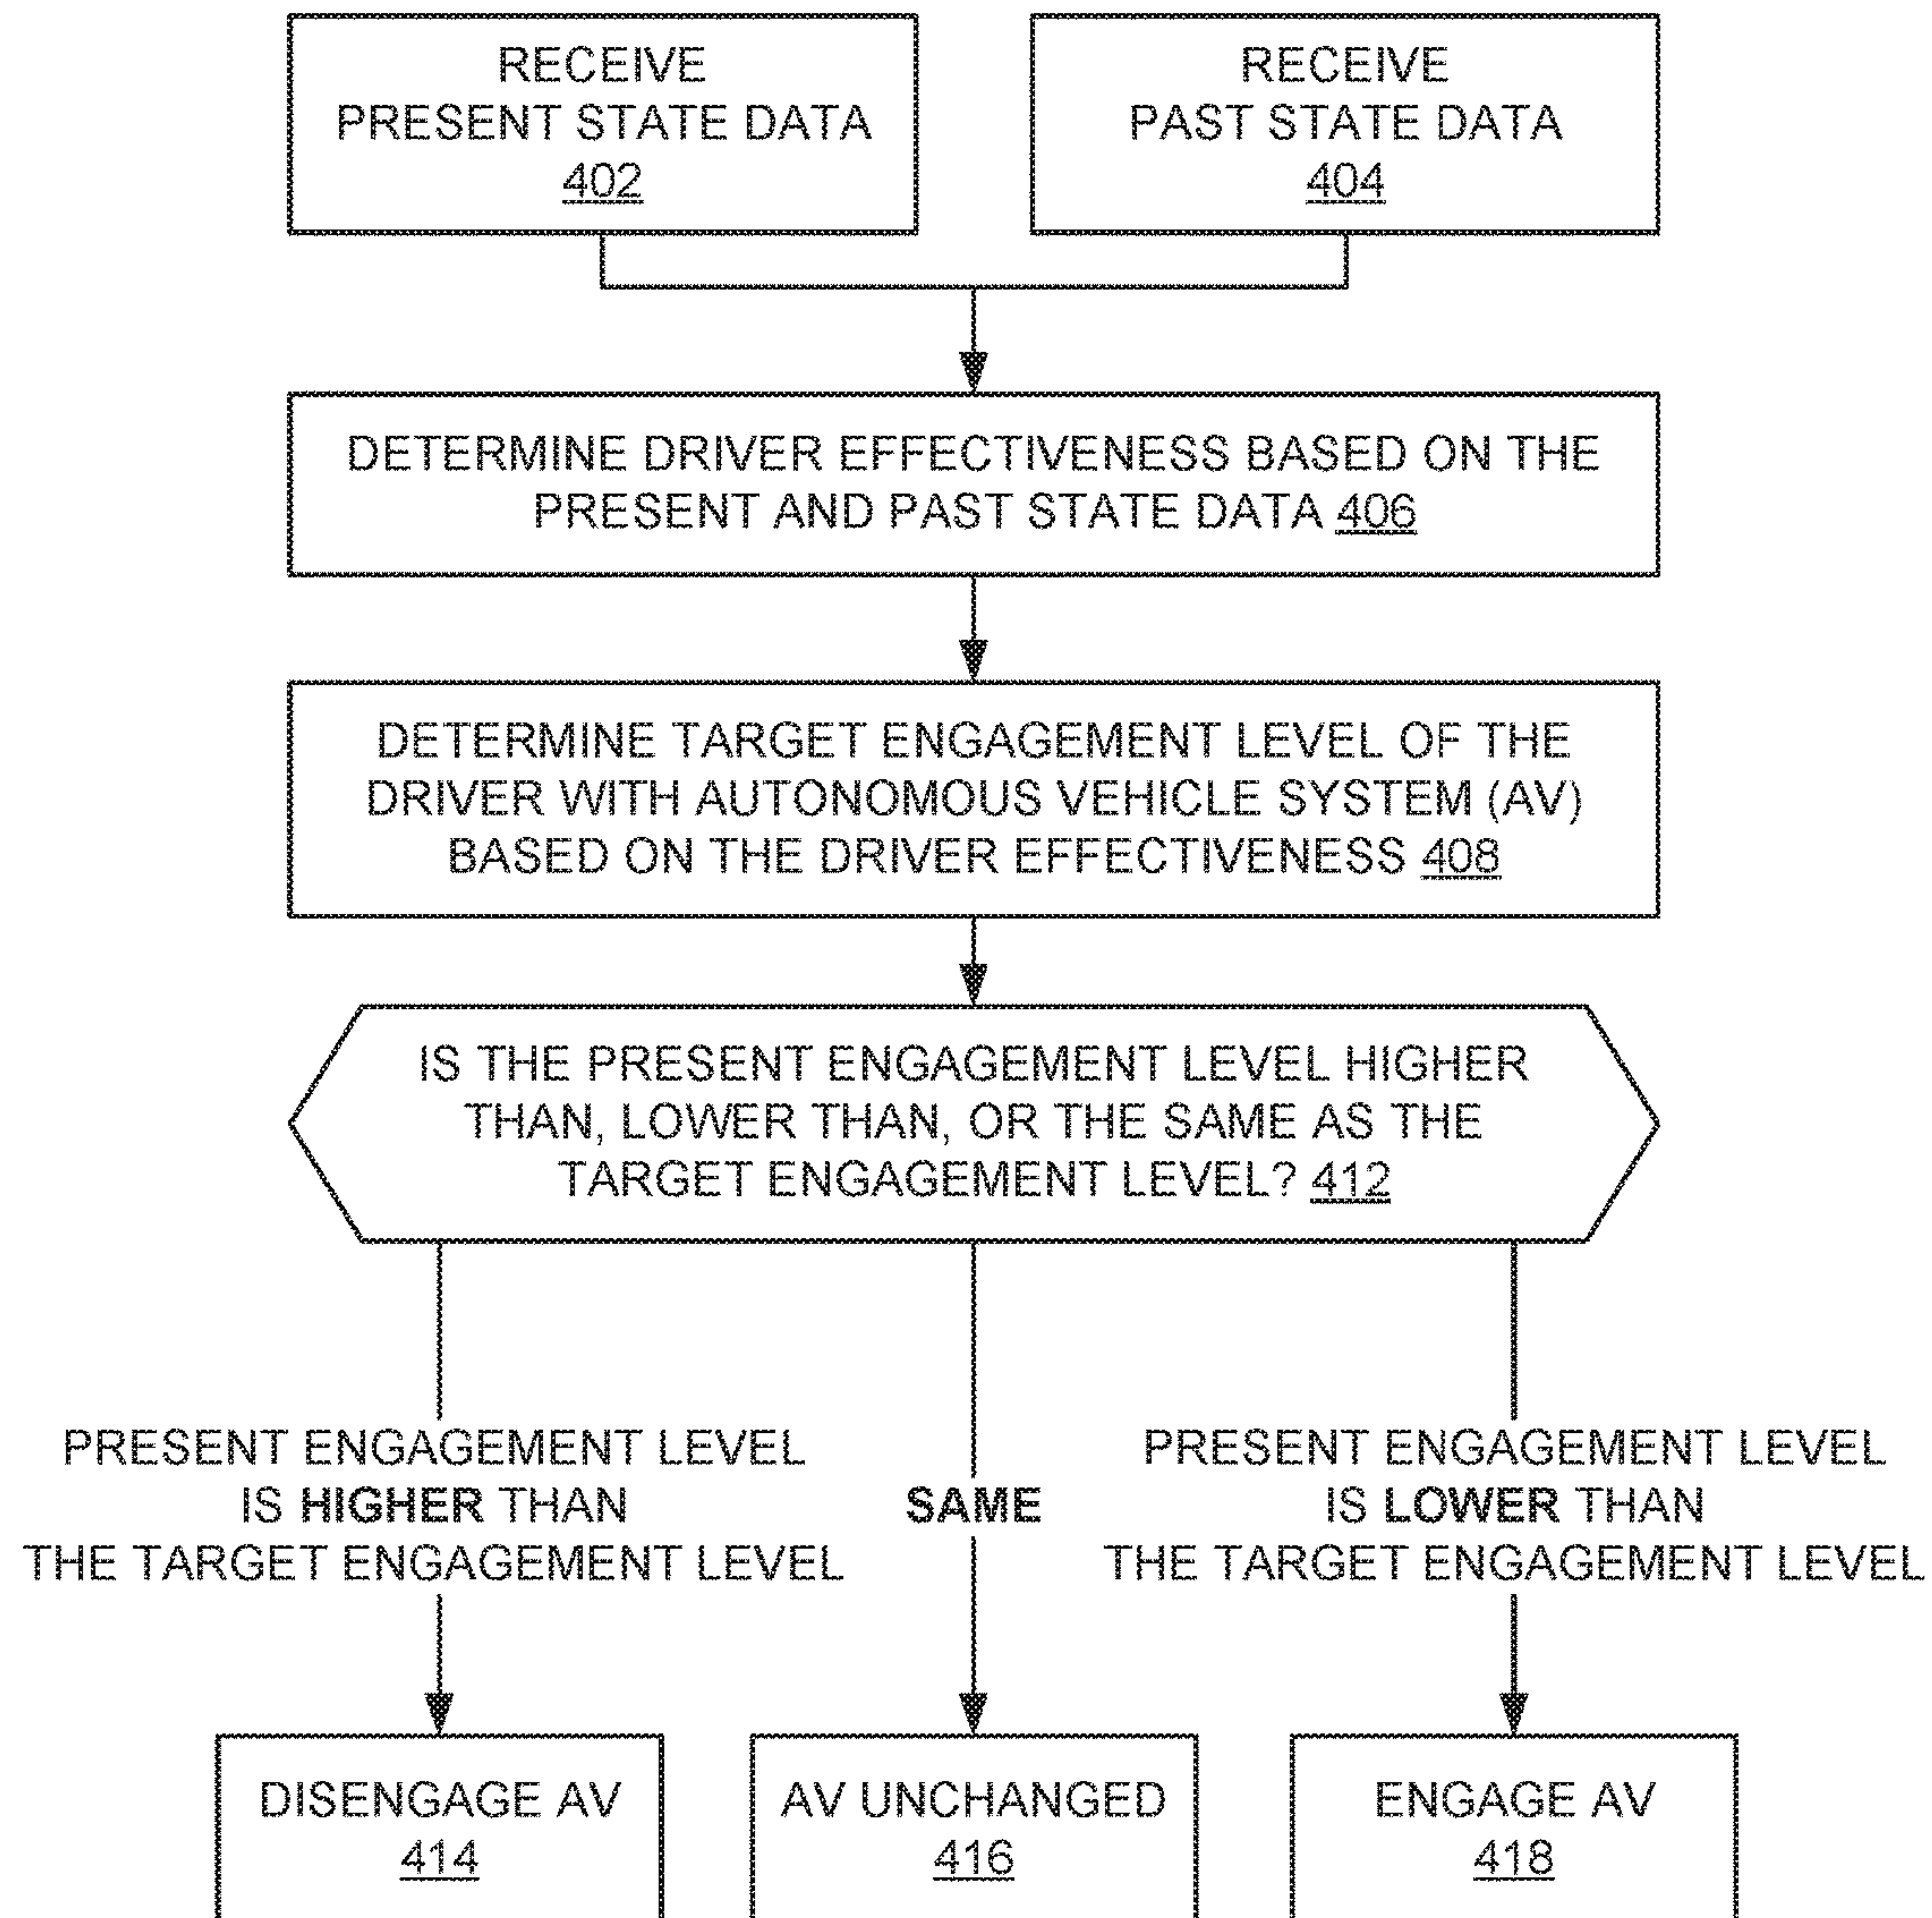 RECEIVE
PRESENT STATE DATA
402
RECEIVE
PAST STATE DATA
404
DETERMINE DRIVER EFFECTIVENESS BASED ON THE
PRESENT AND PAST STATE DATA 406
DETERMINE TARGET ENGAGEMENT LEVEL OF THE
DRIVER WITH AUTONOMOUS VEHICLE SYSTEM (AV)
BASED ON THE DRIVER EFFECTIVENESS 408
IS THE PRESENT ENGAGEMENT LEVEL HIGHER
THAN, LOWER THAN, OR THE SAME AS THE
TARGET ENGAGEMENT LEVEL? 412
PRESENT ENGAGEMENT LEVEL
IS HIGHER THAN
THE TARGET ENGAGEMENT LEVEL
SAME
PRESENT ENGAGEMENT LEVEL
IS LOWER THAN
THE TARGET ENGAGEMENT LEVEL
DISENGAGE AV
414
AV UNCHANGED
416
ENGAGE AV
418